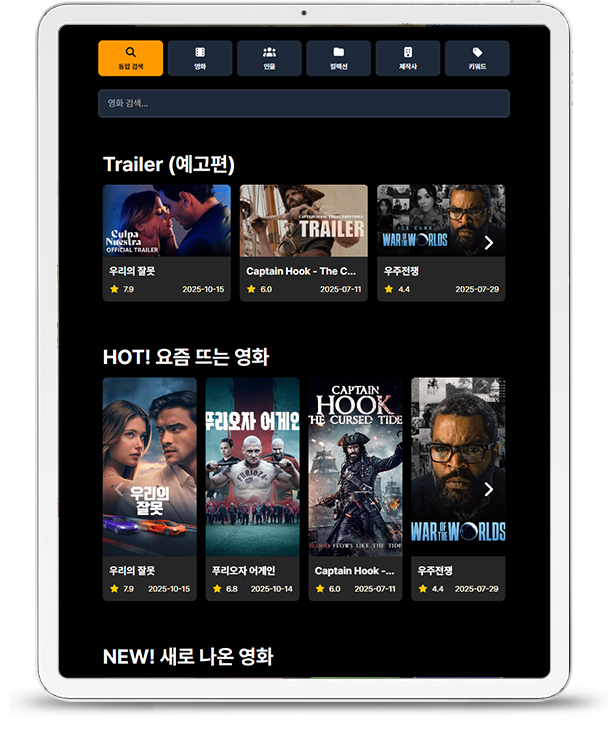 통합 검색
영화
인물
컬렉션
제작사
키워드
영화 검색...
Trailer (예고편)
Culpa
Nuestra
OFFICIAL TRAILER
TRAILER
ICE CUBE
WAR OF THE WORLDS
우리의 잘못
7.9
2025-10-15
Captain Hook - The C...
6.0
2025-07-11
우주전쟁
4.4
2025-07-29
HOT! 요즘 뜨는 영화
우리의
잘못
푸리오자 어게인
FURIOZA
CAPTAIN
HOOK
THE CURSED TIDE
BLOOD FLOWS LIKE THE TIDE
WAR OF THE WORLDS
우리의 잘못
7.9
2025-10-15
푸리오자 어게인
6.8
2025-10-14
Captain Hook -...
6.0
2025-07-11
우주전쟁
4.4
2025-07-29
NEW! 새로 나온 영화